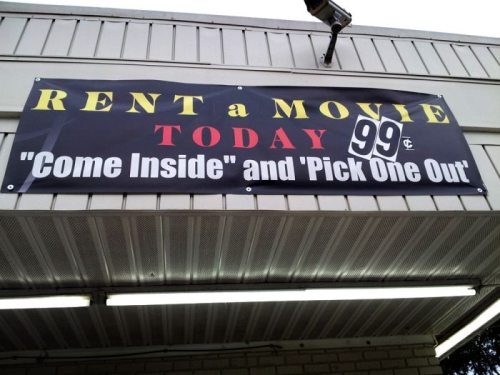 RENT a MOVIE
TODAY 99¢
"Come Inside" and 'Pick One Out'